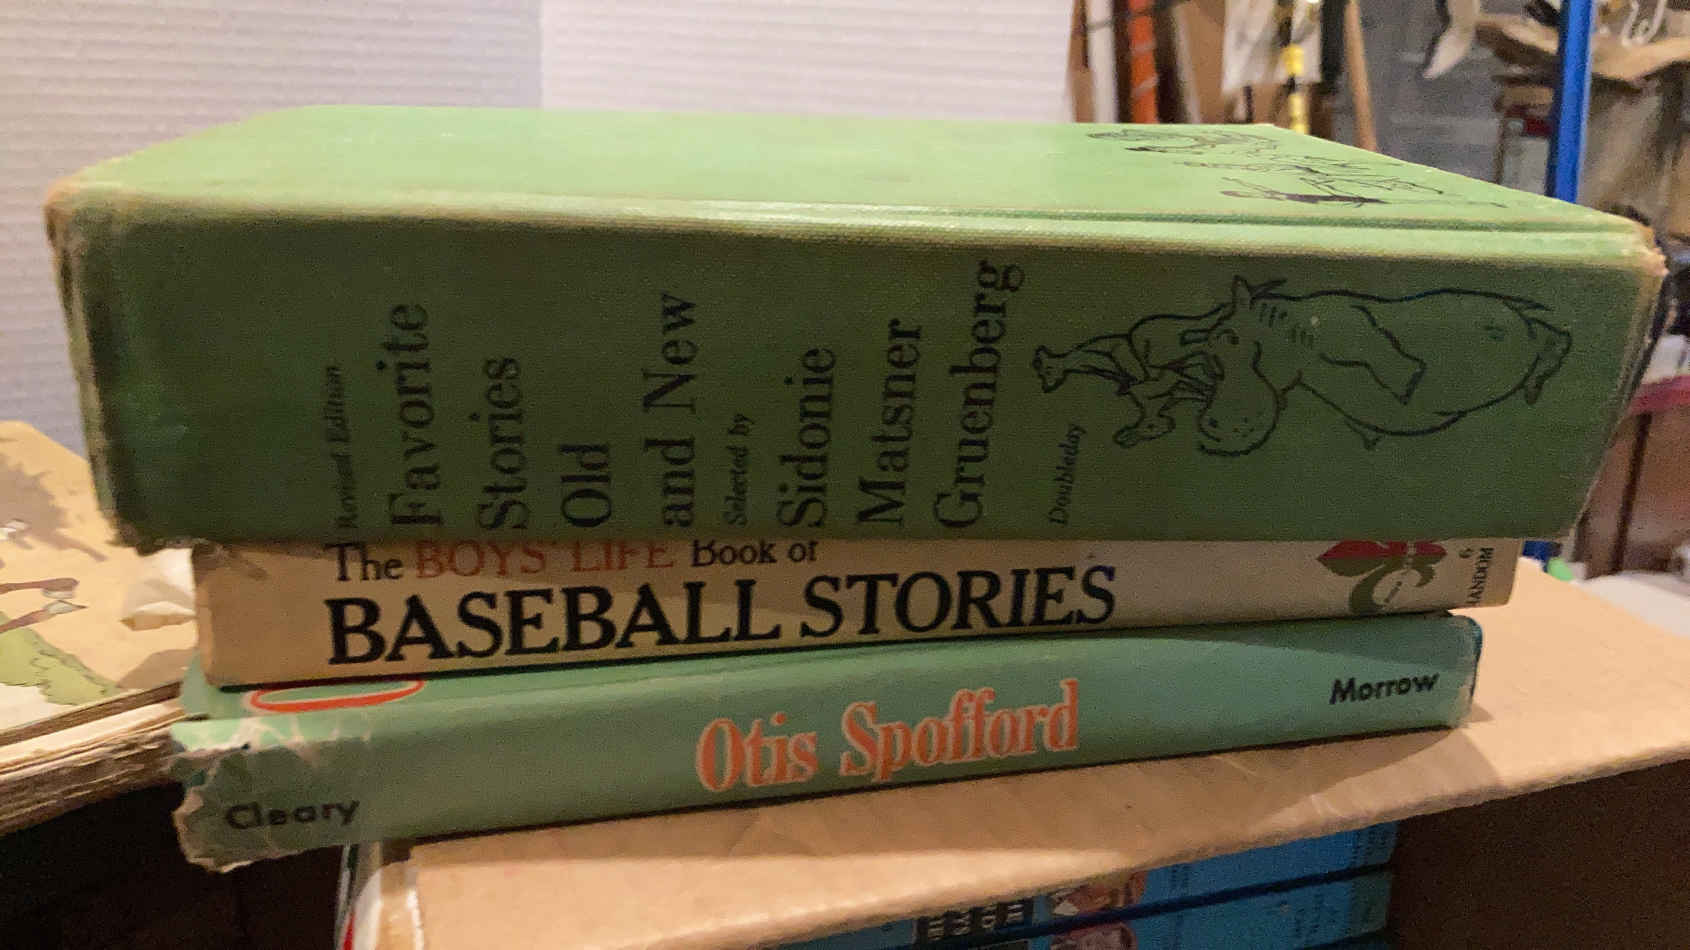 Revised Edition
Favorite
Stories
Old
and New
Selected by
Sidonie
Matsner
Gruenberg
Doubleday
The BOYS' LIFE Book of
BASEBALL STORIES
6
Cleary
Otis Spofford
Morrow